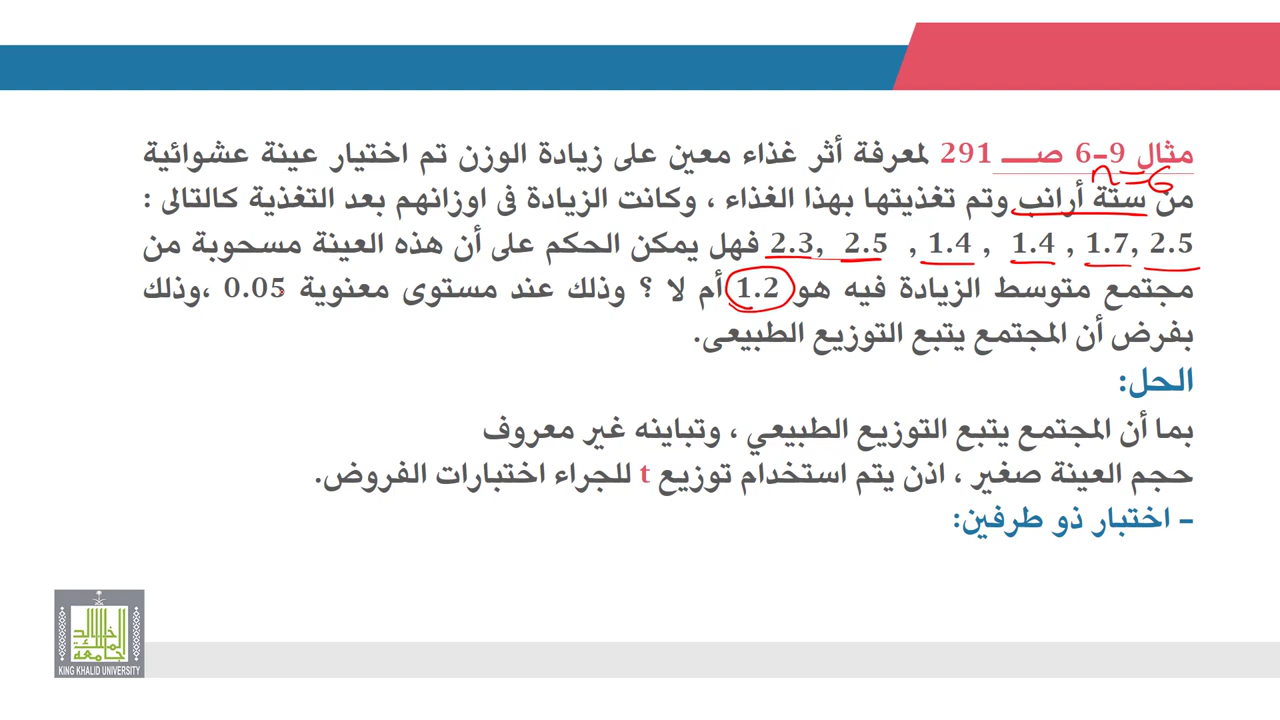 مثال 9-6 صـــ 291 لمعرفة أثر غذاء معين على زيادة الوزن تم اختيار عينة عشوائية
n=6
من ستة أرانب وتم تغذيتها بهذا الغذاء ، وكانت الزيادة فى اوزانهم بعد التغذية كالتالى :
2.5 ,1.7 , 1.4 , 1.4 , 2.5 ,2.3 فهل يمكن الحكم على أن هذه العينة مسحوبة من
مجتمع متوسط الزيادة فيه هو 1.2 أم لا ؟ وذلك عند مستوى معنوية 0.05 ،وذلك
بفرض أن المجتمع يتبع التوزيع الطبيعى.
الحل:
بما أن المجتمع يتبع التوزيع الطبيعي ، وتباينه غير معروف
حجم العينة صغير ، اذن يتم استخدام توزيع t للجراء اختبارات الفروض.
- اختبار ذو طرفين:
جامعة الملك خالد
KING KHALID UNIVERSITY